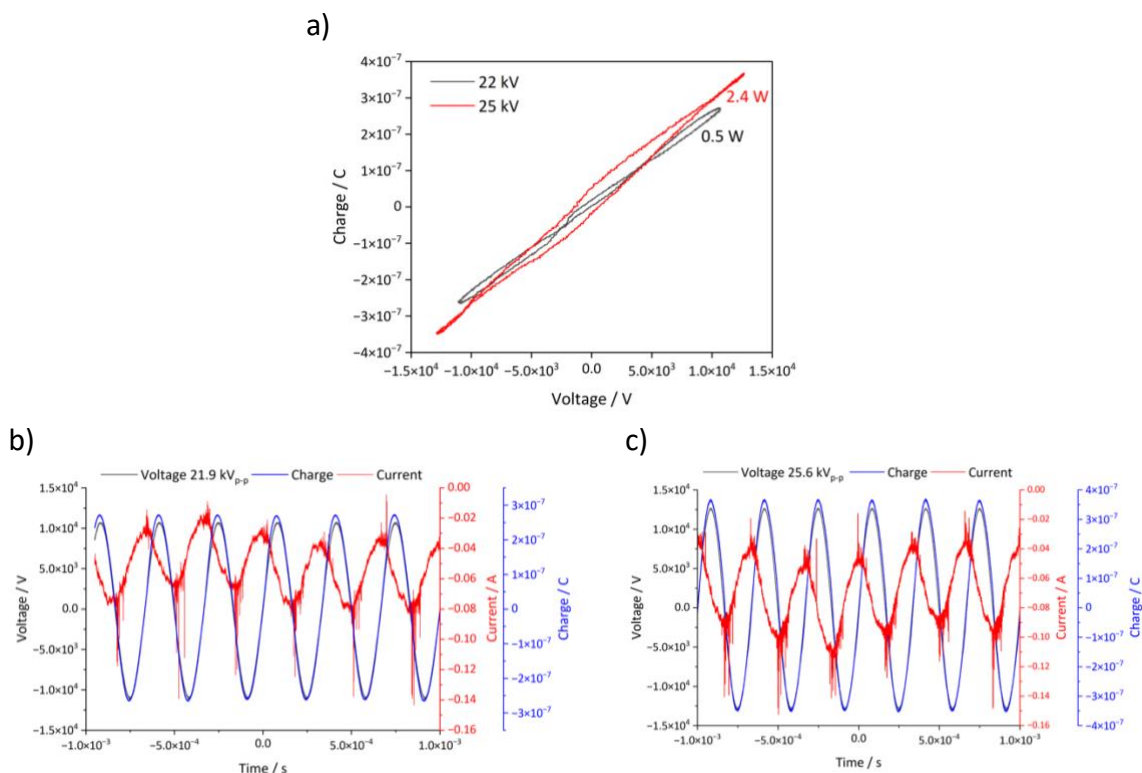 a)
4×10⁻⁷
3×10⁻⁷
2×10⁻⁷
1×10⁻⁷
0
−1×10⁻⁷
−2×10⁻⁷
−3×10⁻⁷
−4×10⁻⁷
Charge / C
22 kV
25 kV
2.4 W
0.5 W
−1.5×10⁴ −1.0×10⁴ −5.0×10³ 0.0 5.0×10³ 1.0×10⁴ 1.5×10⁴
Voltage / V
b)
Voltage 21.9 kVₚ₋ₚ Charge Current
1.5×10⁴
1.0×10⁴
5.0×10³
0.0
−5.0×10³
−1.0×10⁴
−1.5×10⁴
Voltage / V
0.00
−0.02
−0.04
−0.06
−0.08
−0.10
−0.12
−0.14
−0.16
Current / A
3×10⁻⁷
2×10⁻⁷
1×10⁻⁷
0
−1×10⁻⁷
−2×10⁻⁷
−3×10⁻⁷
Charge / C
−1.0×10⁻³ −5.0×10⁻⁴ 0.0 5.0×10⁻⁴ 1.0×10⁻³
Time / s
c)
Voltage 25.6 kVₚ₋ₚ Charge Current
1.5×10⁴
1.0×10⁴
5.0×10³
0.0
−5.0×10³
−1.0×10⁴
−1.5×10⁴
Voltage / V
0.00
−0.02
−0.04
−0.06
−0.08
−0.10
−0.12
−0.14
−0.16
Current / A
4×10⁻⁷
3×10⁻⁷
2×10⁻⁷
1×10⁻⁷
0
−1×10⁻⁷
−2×10⁻⁷
−3×10⁻⁷
−4×10⁻⁷
Charge / C
−1.0×10⁻³ −5.0×10⁻⁴ 0.0 5.0×10⁻⁴ 1.0×10⁻³
Time / s